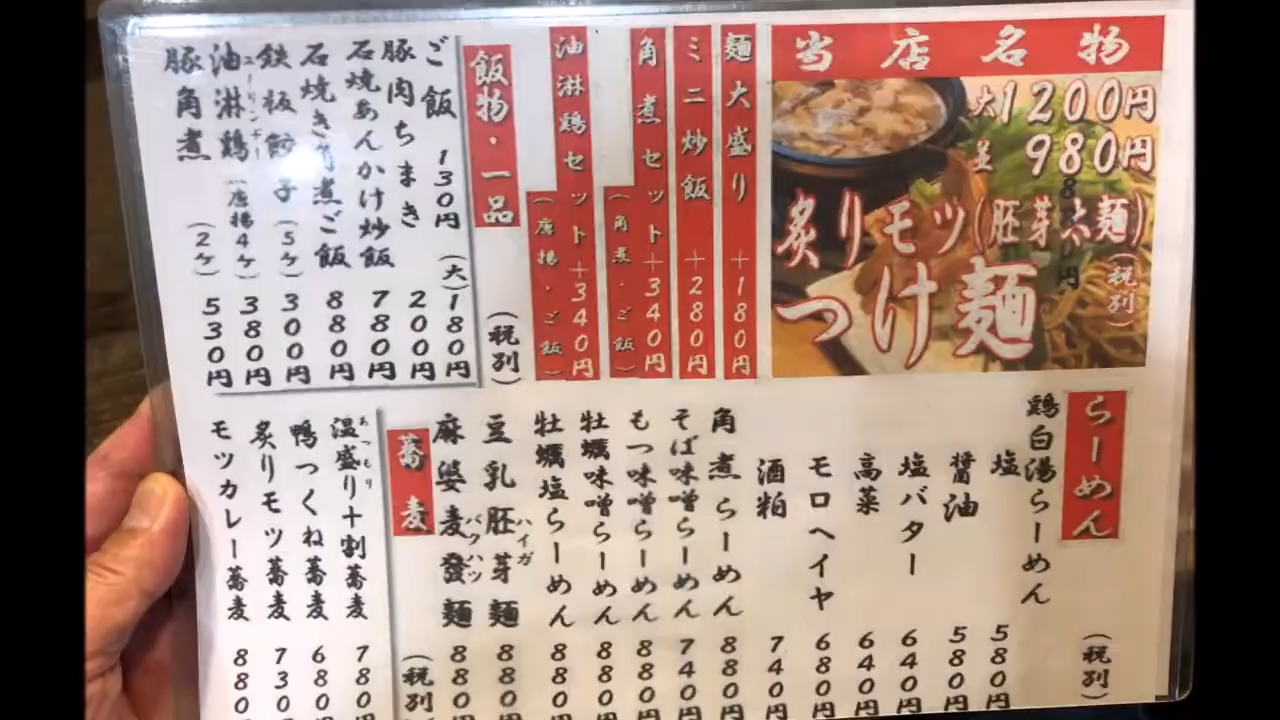 当店名物
大1200円
並 980円
炙りモツ(胚芽太麺)
つけ麺
(税別)
麺大盛り +180円
ミニ炒飯 +280円
角煮セット+340円
(角煮・ご飯)
油淋鶏セット+340円
(唐揚・ご飯)
飯物・一品
(税別)
ご飯 130円 (大)180円
豚肉ちまき 200円
石焼あんかけ炒飯 780円
石焼き角煮ご飯 880円
鉄板餃子(5ケ) 300円
油淋鶏(唐揚4ケ) 380円
ユーリンチー
豚角煮 (2ケ) 530円
らーめん
(税別)
鶏白湯らーめん
塩 580円
醤油 580円
塩バター 640円
高菜 640円
モロヘイヤ 680円
酒粕 740円
角煮らーめん 880円
そば味噌らーめん 740円
もつ味噌らーめん 880円
牡蠣味噌らーめん 880円
牡蠣塩らーめん 880円
豆乳胚芽麺 880円
ハイガ
麻婆麦發麺 880円
バクハツ
蕎麦
(税別)
温盛り十割蕎麦 780円
あつもり
鴨つくね蕎麦 680円
炙りモツ蕎麦 730円
モツカレー蕎麦 880円